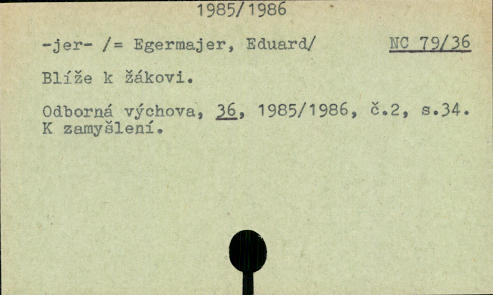 1985/1986
-jer- /= Egermajer, Eduard/ NC 79/36
Blíže k žákovi.
Odborná výchova, 36, 1985/1986, č.2, s.34.
K zamyšlení.